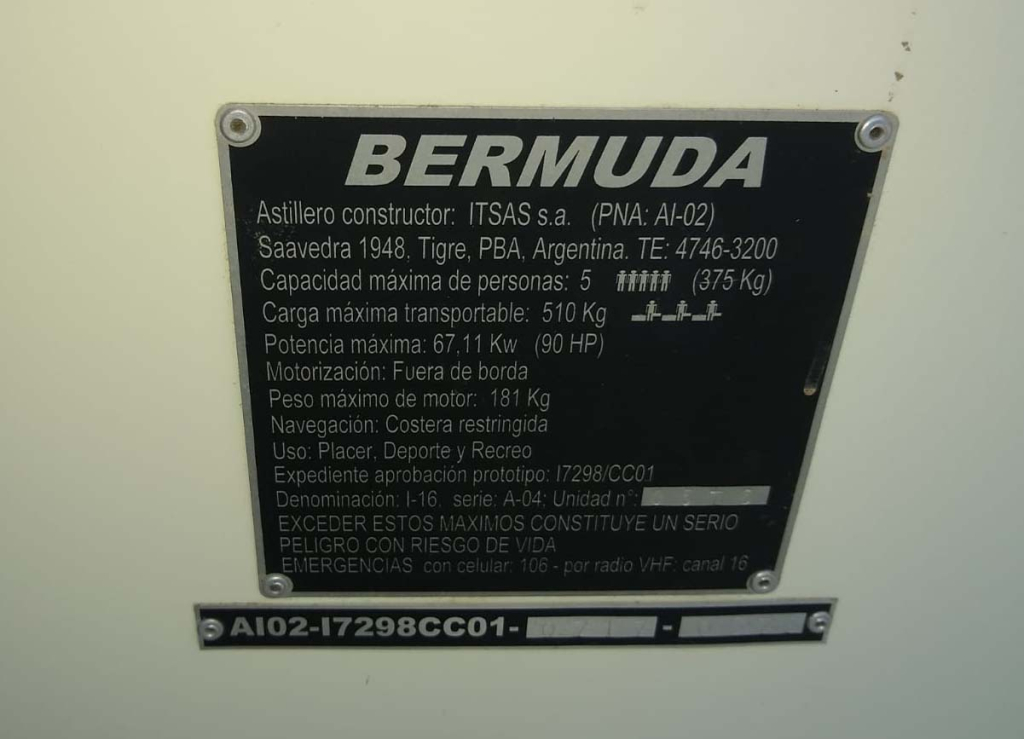 BERMUDA
Astillero constructor: ITSAS s.a. (PNA: AI-02)
Saavedra 1948, Tigre, PBA, Argentina. TE: 4746-3200
Capacidad máxima de personas: 5 (375 Kg)
Carga máxima transportable: 510 Kg
Potencia máxima: 67,11 Kw (90 HP)
Motorización: Fuera de borda
Peso máximo de motor: 181 Kg
Navegación: Costera restringida
Uso: Placer, Deporte y Recreo
Expediente aprobación prototipo: I7298/CC01
Denominación: I-16, serie: A-04; Unidad n°:
EXCEDER ESTOS MAXIMOS CONSTITUYE UN SERIO
PELIGRO CON RIESGO DE VIDA
EMERGENCIAS con celular: 106 - por radio VHF: canal 16
AI02-I7298CC01- -